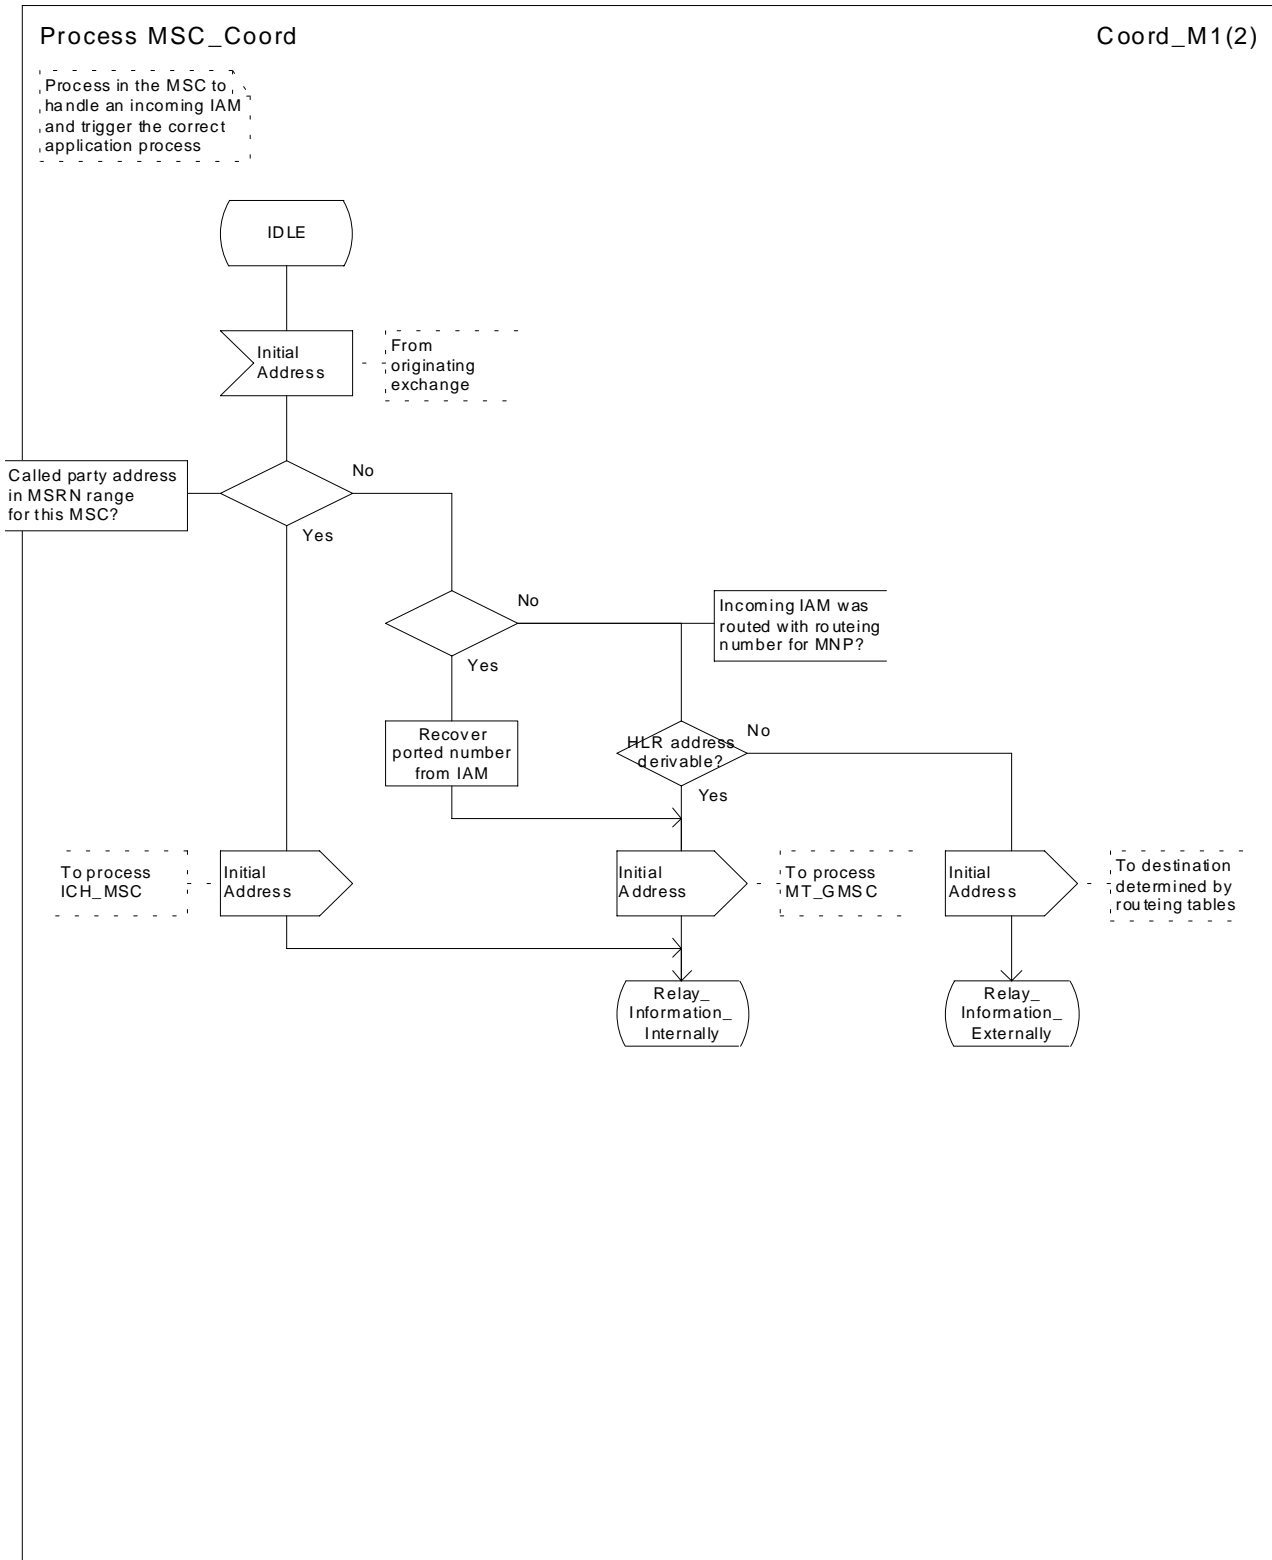 Process MSC_Coord
Coord_M1(2)
Process in the MSC to
handle an incoming IAM
and trigger the correct
application process
IDLE
Initial
Address
From
originating
exchange
Called party address
in MSRN range
for this MSC?
No
Yes
No
Incoming IAM was
routed with routeing
number for MNP?
Yes
Recover
ported number
from IAM
HLR address
derivable?
No
Yes
To process
ICH_MSC
Initial
Address
Initial
Address
To process
MT_GMSC
Initial
Address
To destination
determined by
routeing tables
Relay_
Information_
Internally
Relay_
Information_
Externally